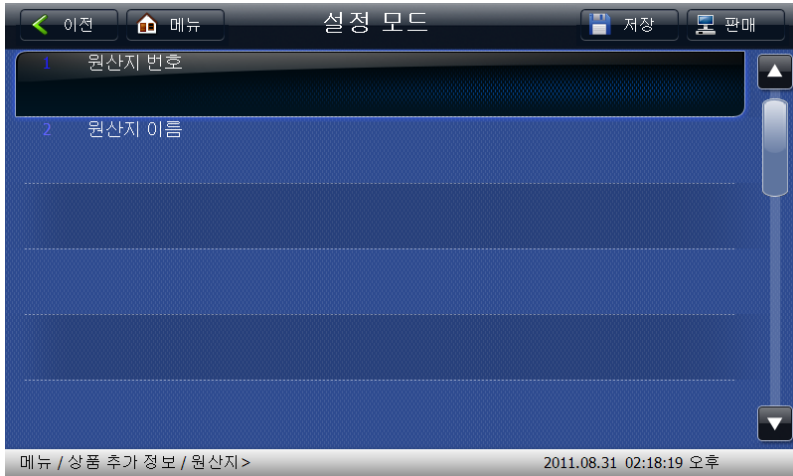 이전 메뉴 설정 모드 저장 판매
1 원산지 번호
2 원산지 이름
메뉴 / 상품 추가 정보 / 원산지> 2011.08.31 02:18:19 오후